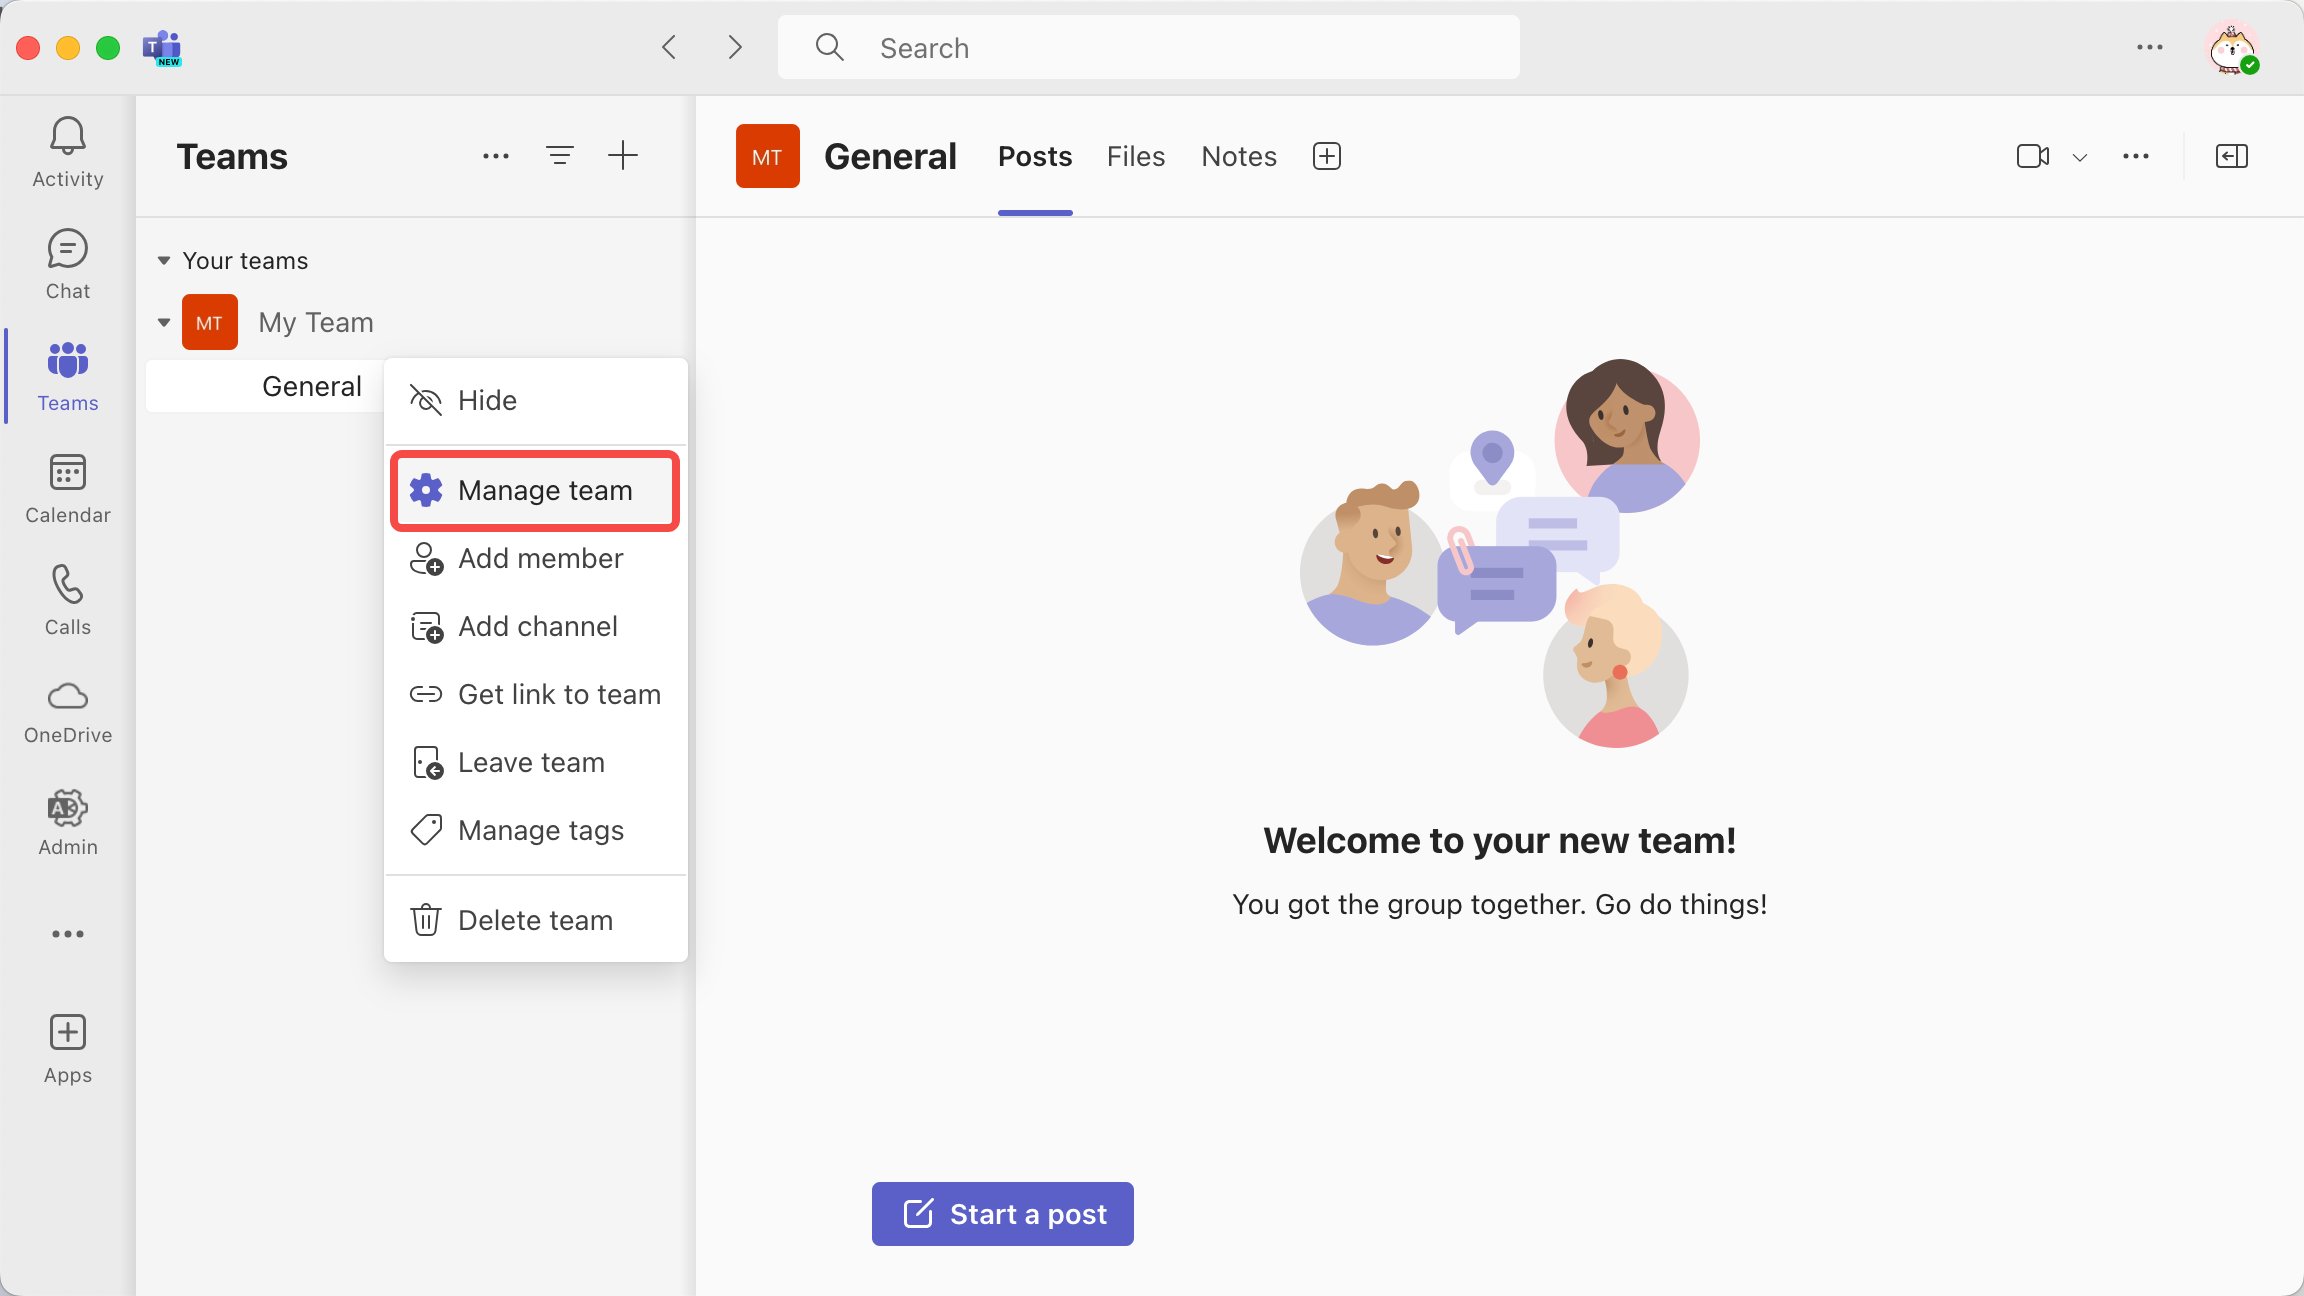 T
NEW
Search
Activity
Chat
Teams
Calendar
Calls
OneDrive
Admin
Apps
Teams
Your teams
MT
My Team
General
Hide
Manage team
Add member
Add channel
Get link to team
Leave team
Manage tags
Delete team
MT
General
Posts
Files
Notes
Welcome to your new team!
You got the group together. Go do things!
Start a post